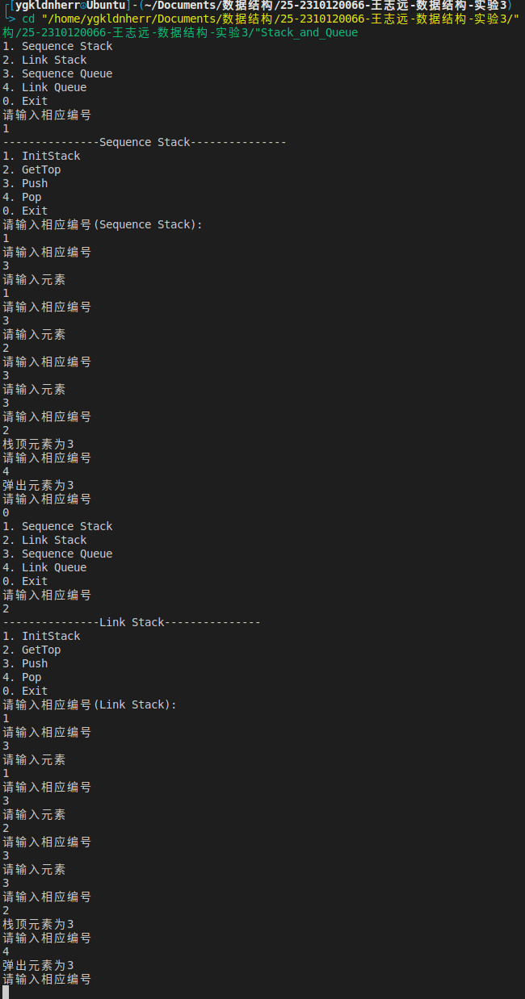 ┌[ygkldnherr☮Ubuntu]-(~/Documents/数据结构/25-2310120066-王志远-数据结构-实验3)
└> cd "/home/ygkldnherr/Documents/数据结构/25-2310120066-王志远-数据结构-实验3/"
构/25-2310120066-王志远-数据结构-实验3/"Stack_and_Queue
1. Sequence Stack
2. Link Stack
3. Sequence Queue
4. Link Queue
0. Exit
请输入相应编号
1
---------------Sequence Stack---------------
1. InitStack
2. GetTop
3. Push
4. Pop
0. Exit
请输入相应编号(Sequence Stack):
1
请输入相应编号
3
请输入元素
1
请输入相应编号
3
请输入元素
2
请输入相应编号
3
请输入元素
3
请输入相应编号
2
栈顶元素为3
请输入相应编号
4
弹出元素为3
请输入相应编号
0
1. Sequence Stack
2. Link Stack
3. Sequence Queue
4. Link Queue
0. Exit
请输入相应编号
2
---------------Link Stack---------------
1. InitStack
2. GetTop
3. Push
4. Pop
0. Exit
请输入相应编号(Link Stack):
1
请输入相应编号
3
请输入元素
1
请输入相应编号
3
请输入元素
2
请输入相应编号
3
请输入元素
3
请输入相应编号
2
栈顶元素为3
请输入相应编号
4
弹出元素为3
请输入相应编号